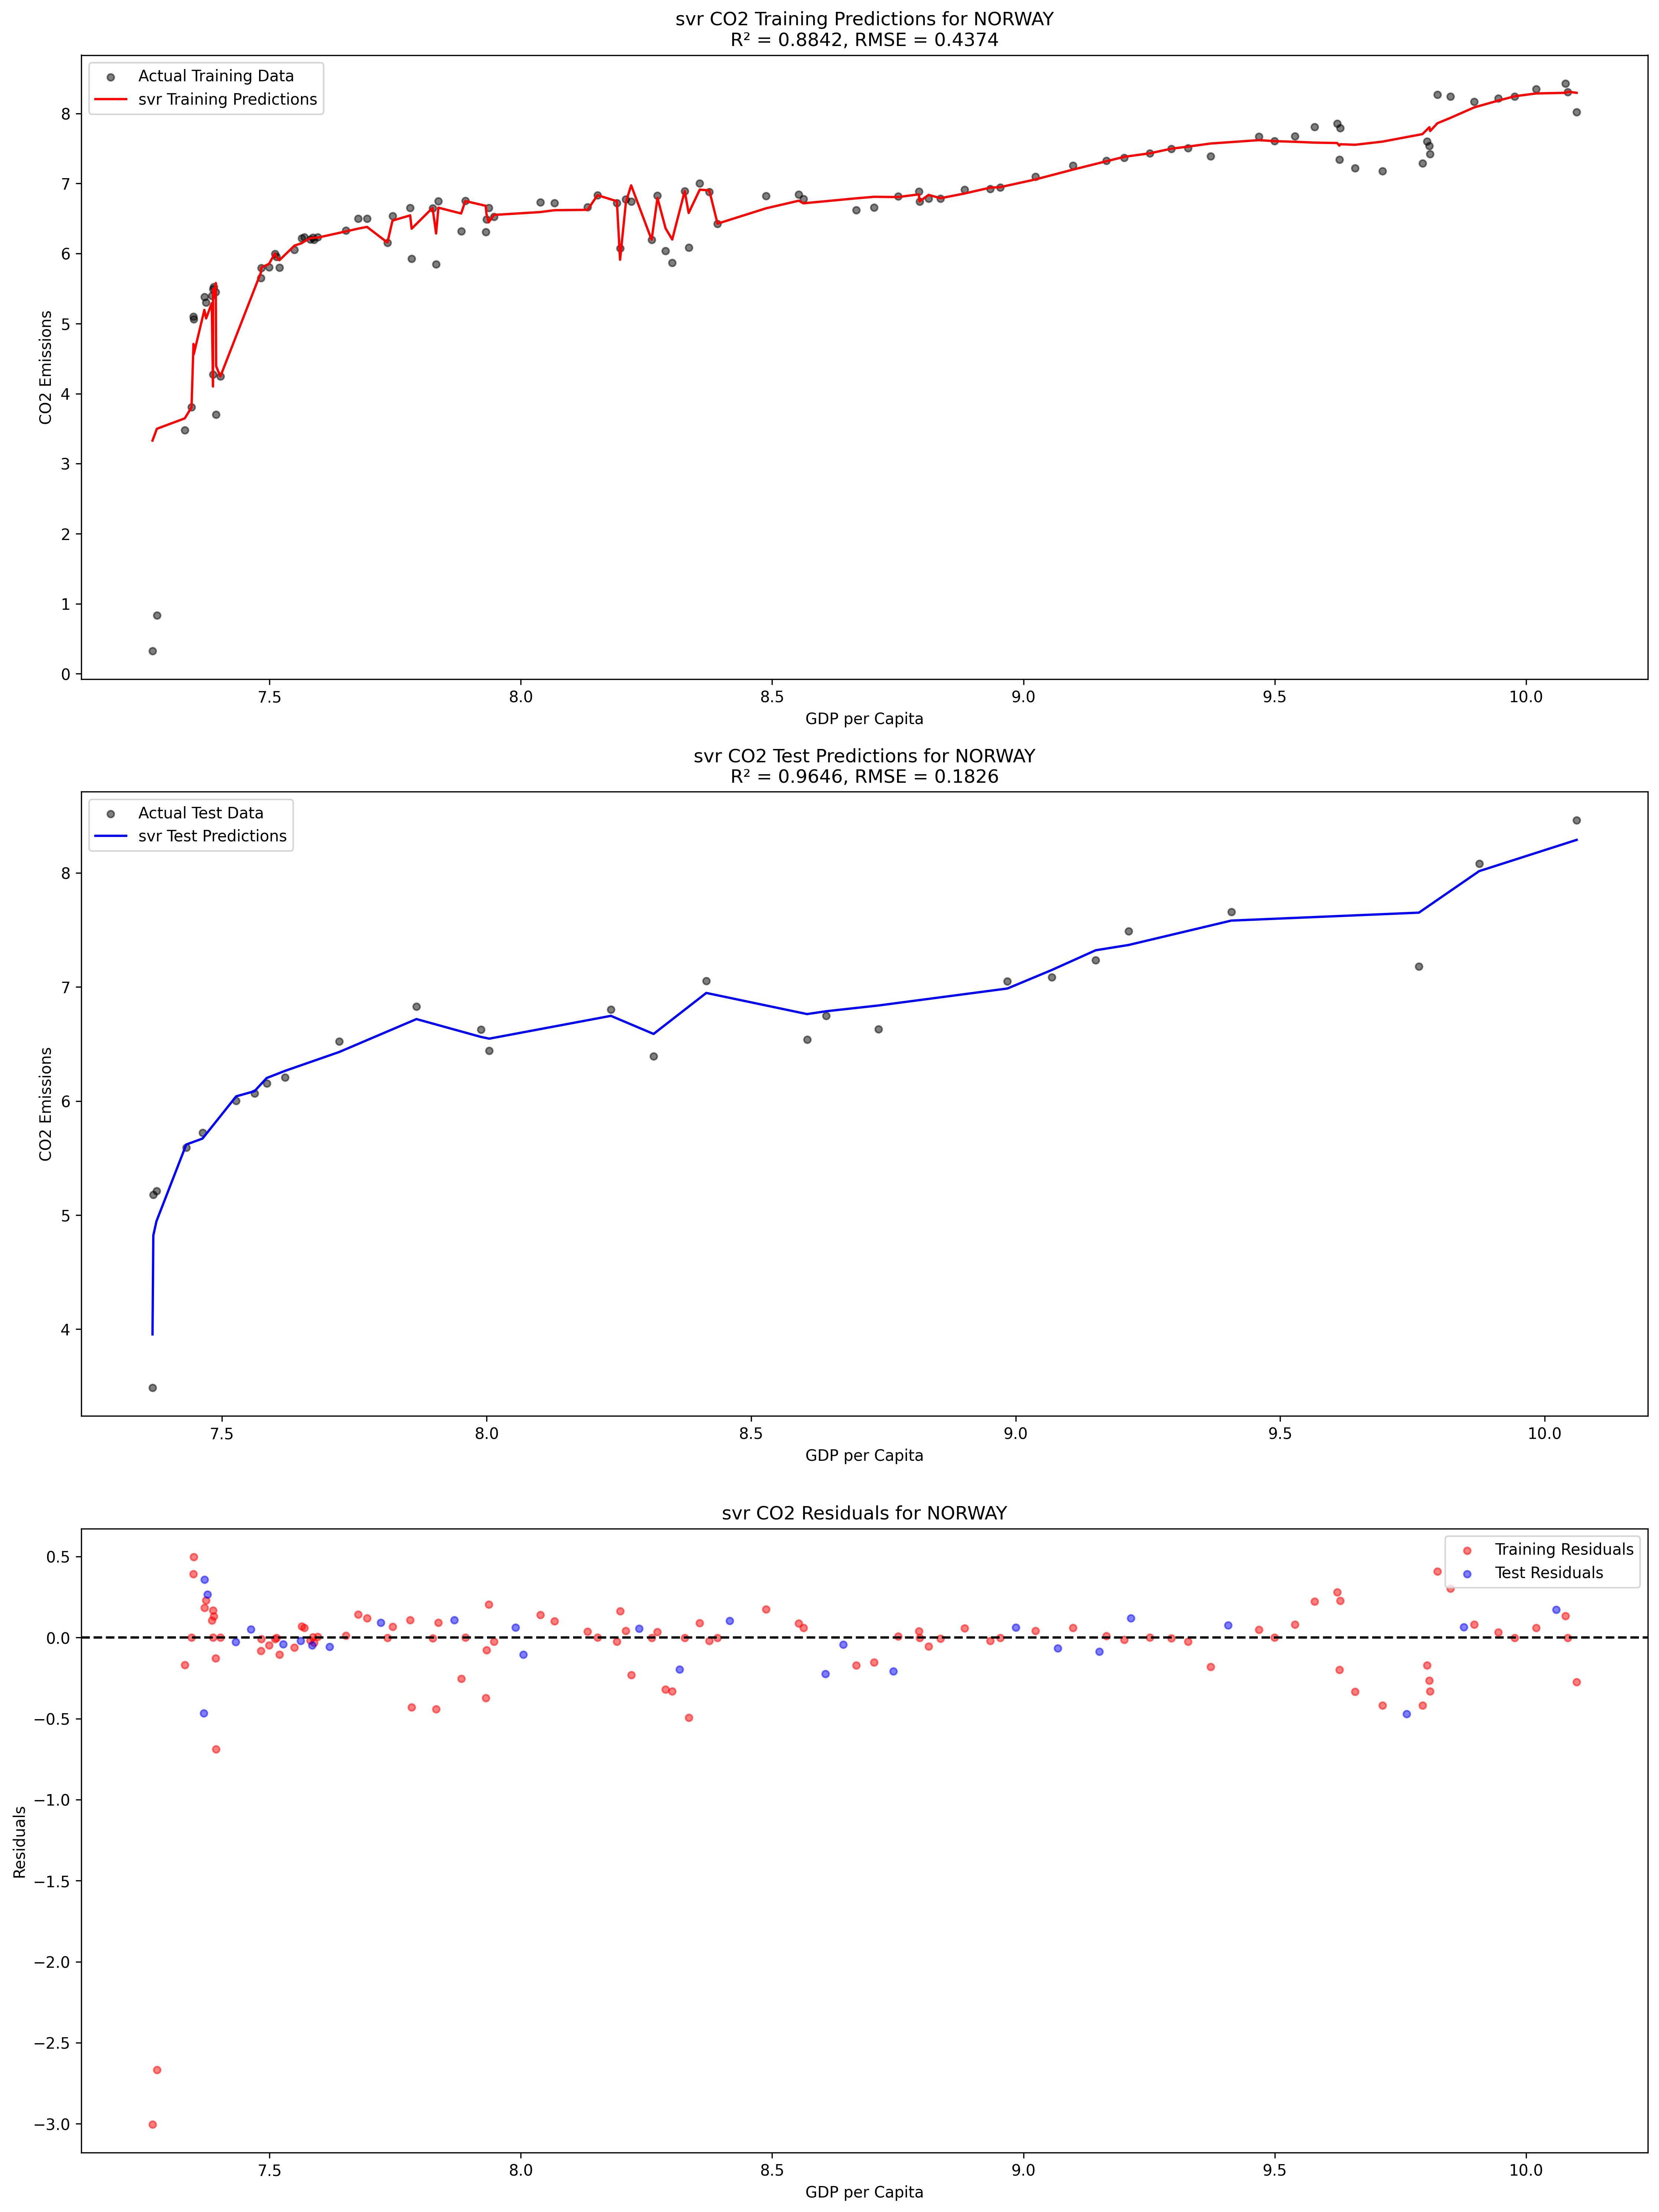 svr CO2 Training Predictions for NORWAY
R² = 0.8842, RMSE = 0.4374
Actual Training Data
svr Training Predictions
CO2 Emissions
8
7
6
5
4
3
2
1
0
7.5 8.0 8.5 9.0 9.5 10.0
GDP per Capita
svr CO2 Test Predictions for NORWAY
R² = 0.9646, RMSE = 0.1826
Actual Test Data
svr Test Predictions
CO2 Emissions
8
7
6
5
4
7.5 8.0 8.5 9.0 9.5 10.0
GDP per Capita
svr CO2 Residuals for NORWAY
Training Residuals
Test Residuals
Residuals
0.5
0.0
−0.5
−1.0
−1.5
−2.0
−2.5
−3.0
7.5 8.0 8.5 9.0 9.5 10.0
GDP per Capita